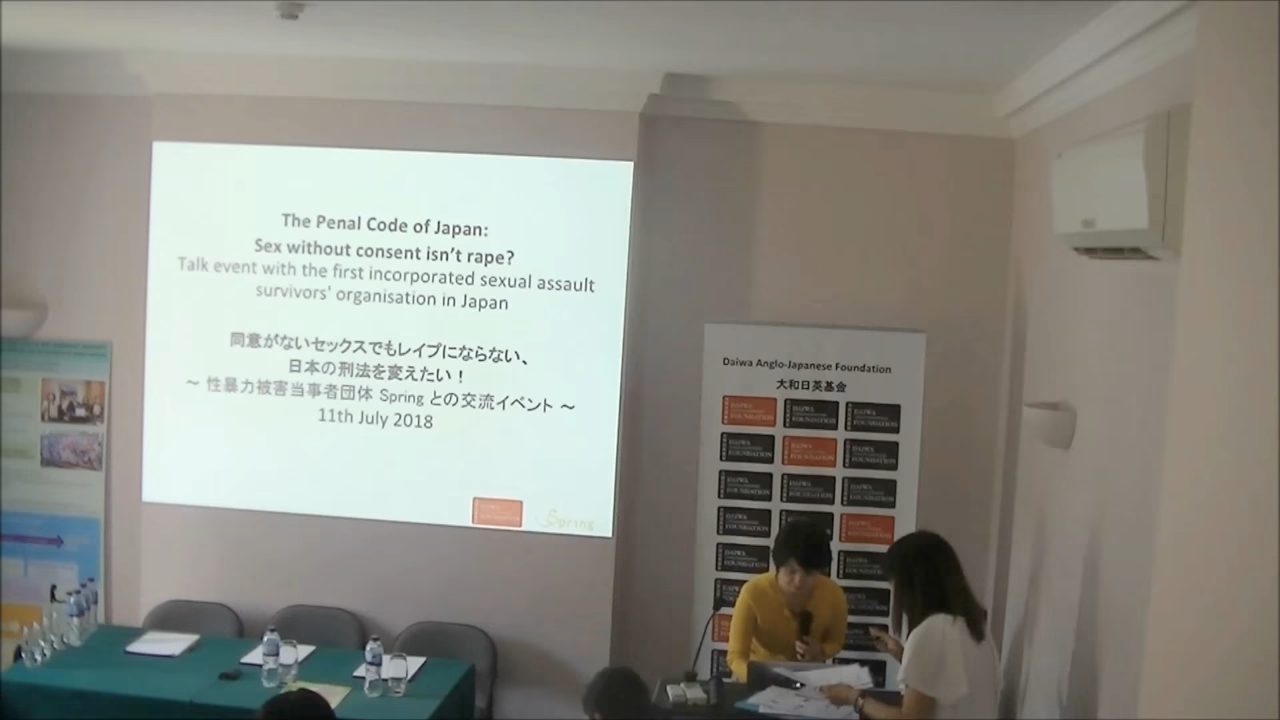 The Penal Code of Japan:
Sex without consent isn't rape?
Talk event with the first incorporated sexual assault
survivors' organisation in Japan
同意がないセックスでもレイプにならない、
日本の刑法を変えたい！
～ 性暴力被害当事者団体 Spring との交流イベント ～
11th July 2018
Spring
Daiwa Anglo-Japanese Foundation
大和日英基金